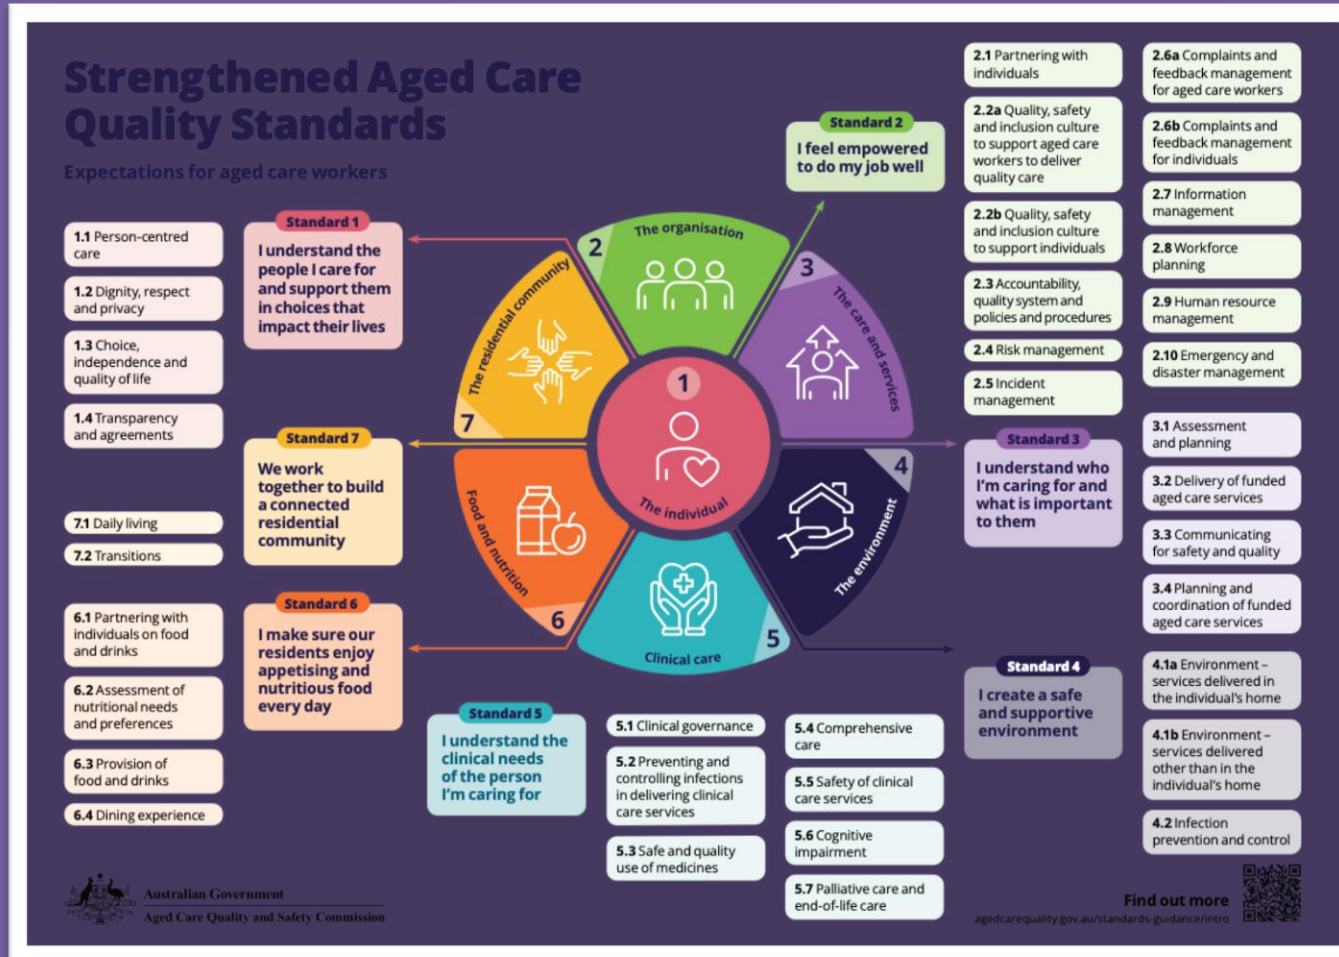 Strengthened Aged Care
Quality Standards
Expectations for aged care workers
Standard 1
I understand the
people I care for
and support them
in choices that
impact their lives
1.1 Person-centred
care
1.2 Dignity, respect
and privacy
1.3 Choice,
independence and
quality of life
1.4 Transparency
and agreements
Standard 7
We work
together to build
a connected
residential
community
7.1 Daily living
7.2 Transitions
Standard 6
I make sure our
residents enjoy
appetising and
nutritious food
every day
6.1 Partnering with
individuals on food
and drinks
6.2 Assessment of
nutritional needs
and preferences
6.3 Provision of
food and drinks
6.4 Dining experience
1
The individual
2
The organisation
3
The care and services
4
The environment
5
Clinical care
6
Food and nutrition
7
The residential community
Standard 2
I feel empowered
to do my job well
2.1 Partnering with
individuals
2.2a Quality, safety
and inclusion culture
to support aged care
workers to deliver
quality care
2.2b Quality, safety
and inclusion culture
to support individuals
2.3 Accountability,
quality system and
policies and procedures
2.4 Risk management
2.5 Incident
management
2.6a Complaints and
feedback management
for aged care workers
2.6b Complaints and
feedback management
for individuals
2.7 Information
management
2.8 Workforce
planning
2.9 Human resource
management
2.10 Emergency and
disaster management
Standard 3
I understand who
I'm caring for and
what is important
to them
3.1 Assessment
and planning
3.2 Delivery of funded
aged care services
3.3 Communicating
for safety and quality
3.4 Planning and
coordination of funded
aged care services
Standard 4
I create a safe
and supportive
environment
4.1a Environment –
services delivered in
the individual's home
4.1b Environment –
services delivered
other than in the
individual's home
4.2 Infection
prevention and control
Standard 5
I understand the
clinical needs
of the person
I'm caring for
5.1 Clinical governance
5.2 Preventing and
controlling infections
in delivering clinical
care services
5.3 Safe and quality
use of medicines
5.4 Comprehensive
care
5.5 Safety of clinical
care services
5.6 Cognitive
impairment
5.7 Palliative care and
end-of-life care
Australian Government
Aged Care Quality and Safety Commission
Find out more
agedcarequality.gov.au/standards-guidance/intro